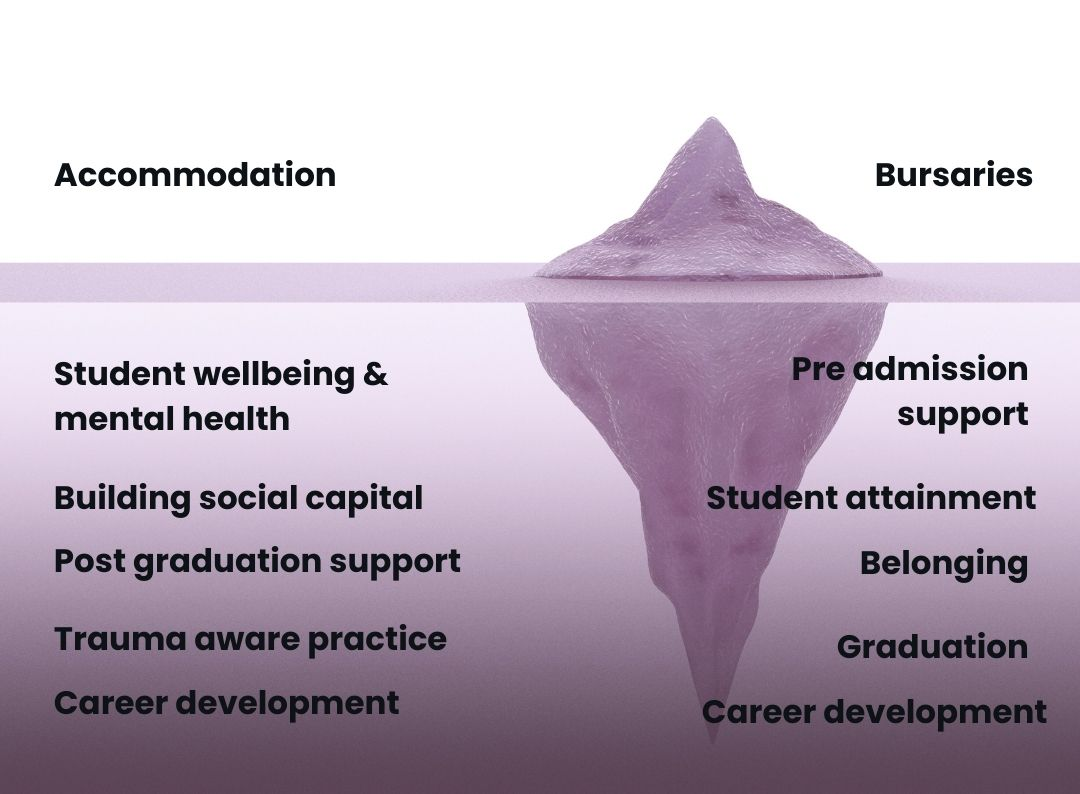 Accommodation
Bursaries
Student wellbeing &
mental health
Pre admission
support
Building social capital
Student attainment
Post graduation support
Belonging
Trauma aware practice
Graduation
Career development
Career development